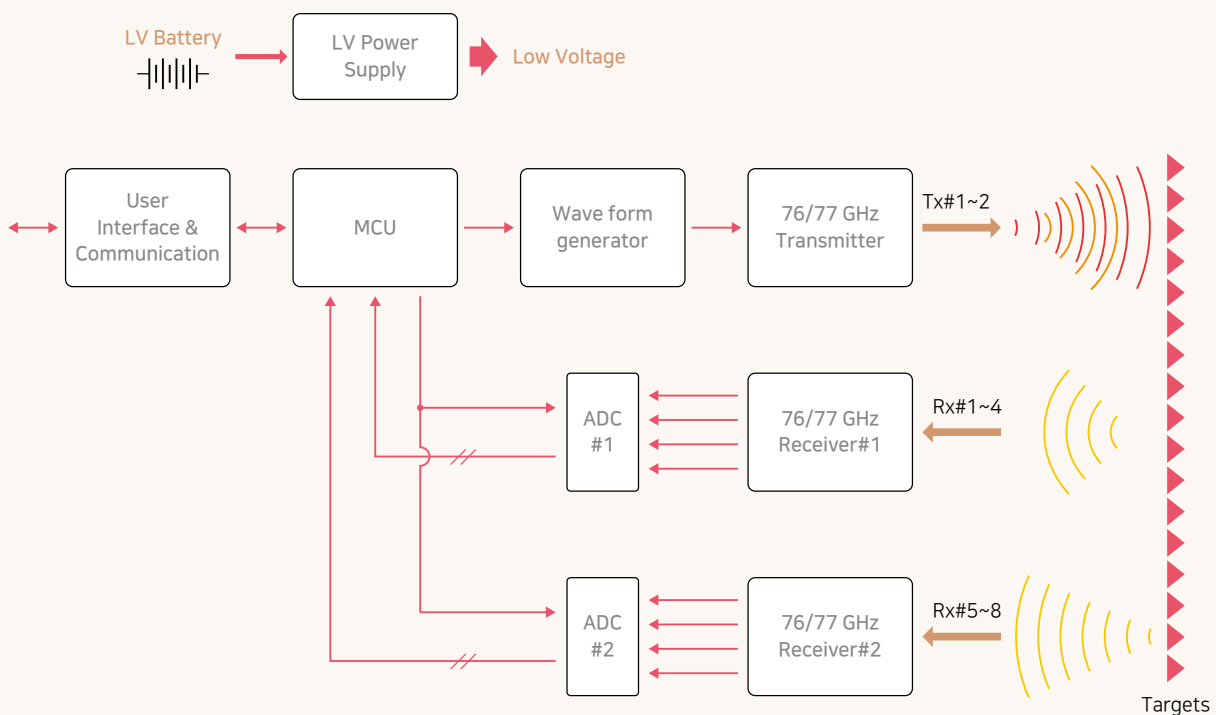 LV Battery
LV Power
Supply
Low Voltage
User
Interface &
Communication
MCU
Wave form
generator
76/77 GHz
Transmitter
Tx#1~2
ADC
#1
76/77 GHz
Receiver#1
Rx#1~4
ADC
#2
76/77 GHz
Receiver#2
Rx#5~8
Targets